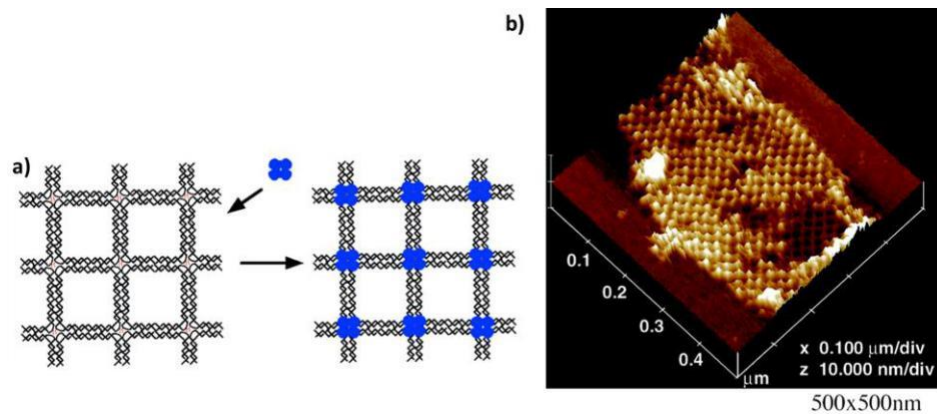 a)
b)
0.1
0.2
0.3
0.4
μm
x 0.100 μm/div
z 10.000 nm/div
500x500nm